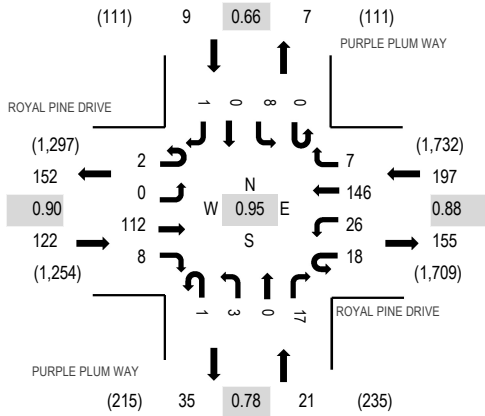 (111) 9 0.66 7 (111)
PURPLE PLUM WAY
1 0 8 0
ROYAL PINE DRIVE
(1,297) (1,732)
2 7
152 197
0 N 146
0.90 W 0.95 E 0.88
112 26
122 S 155
8 18
(1,254) (1,709)
1 3 0 17
ROYAL PINE DRIVE
PURPLE PLUM WAY
(215) 35 0.78 21 (235)